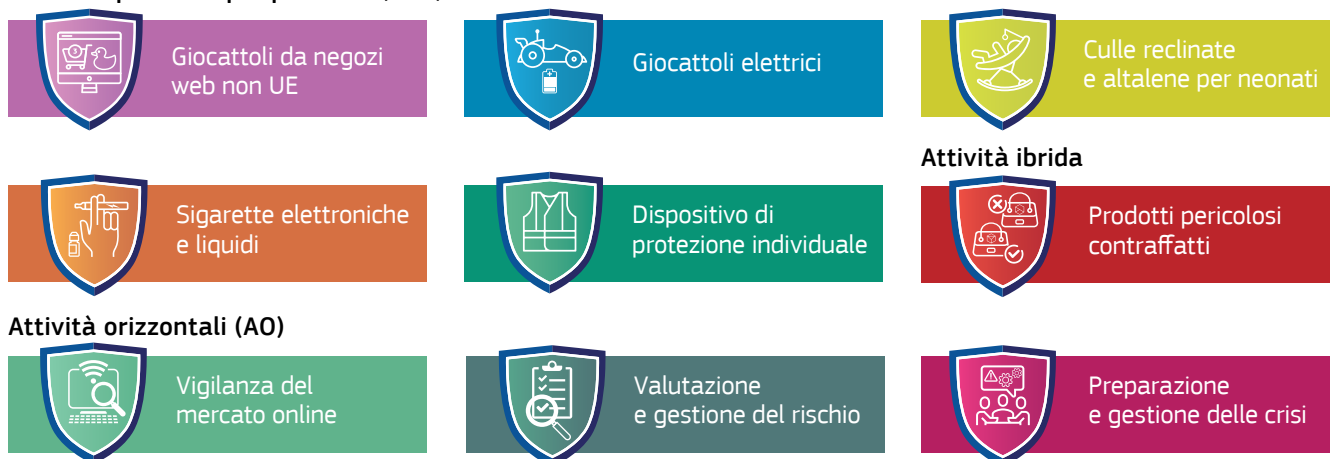 Giocattoli da negozi
web non UE
Giocattoli elettrici
Culle reclinate
e altalene per neonati
Attività ibrida
Sigarette elettroniche
e liquidi
Dispositivo di
protezione individuale
Prodotti pericolosi
contraffatti
Attività orizzontali (AO)
Vigilanza del
mercato online
Valutazione
e gestione del rischio
Preparazione
e gestione delle crisi